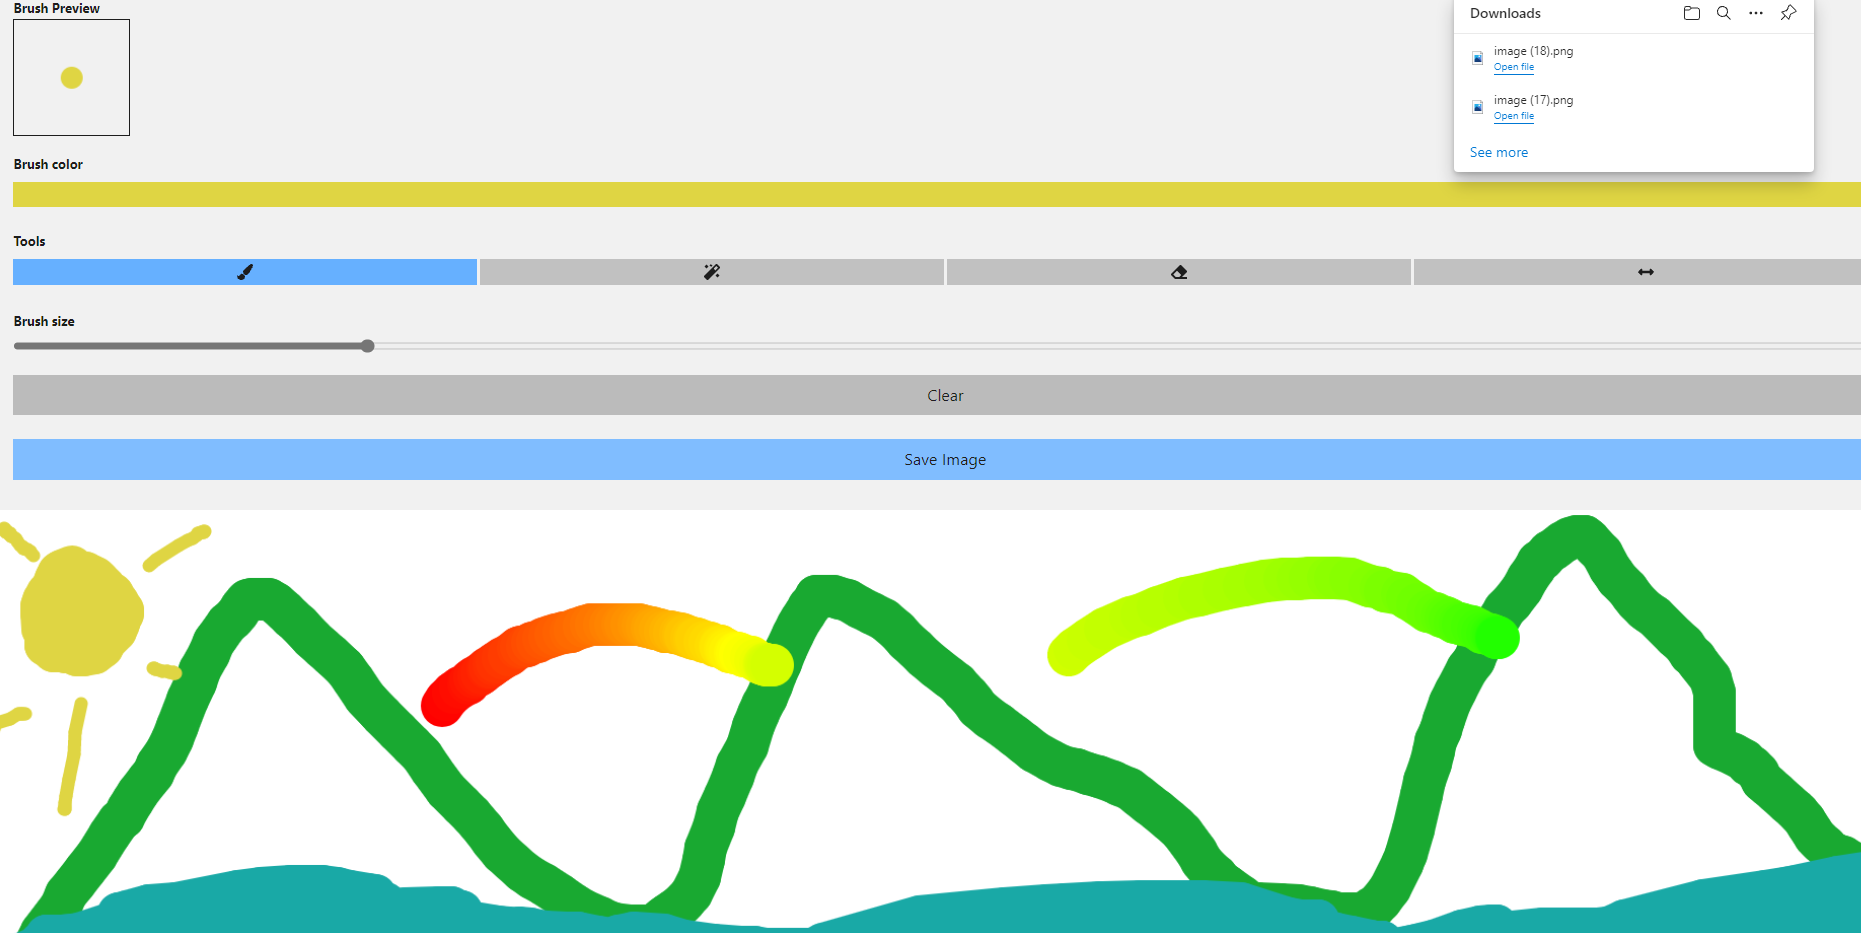 Brush Preview
Downloads
image (18).png
Open file
image (17).png
Open file
See more
Brush color
Tools
Brush size
Clear
Save Image